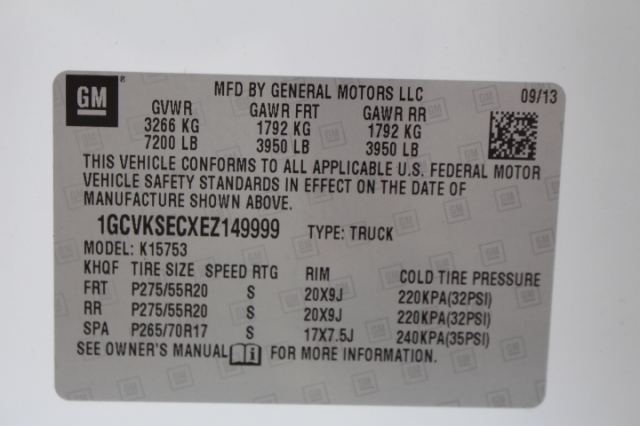 GM MFD BY GENERAL MOTORS LLC 09/13
GVWR GAWR FRT GAWR RR
3266 KG 1792 KG 1792 KG
7200 LB 3950 LB 3950 LB
THIS VEHICLE CONFORMS TO ALL APPLICABLE U.S. FEDERAL MOTOR
VEHICLE SAFETY STANDARDS IN EFFECT ON THE DATE OF
MANUFACTURE SHOWN ABOVE.
1GCVKSECXEZ149999 TYPE: TRUCK
MODEL: K15753
KHQF TIRE SIZE SPEED RTG RIM COLD TIRE PRESSURE
FRT P275/55R20 S 20X9J 220KPA(32PSI)
RR P275/55R20 S 20X9J 220KPA(32PSI)
SPA P265/70R17 S 17X7.5J 240KPA(35PSI)
SEE OWNER'S MANUAL i FOR MORE INFORMATION.